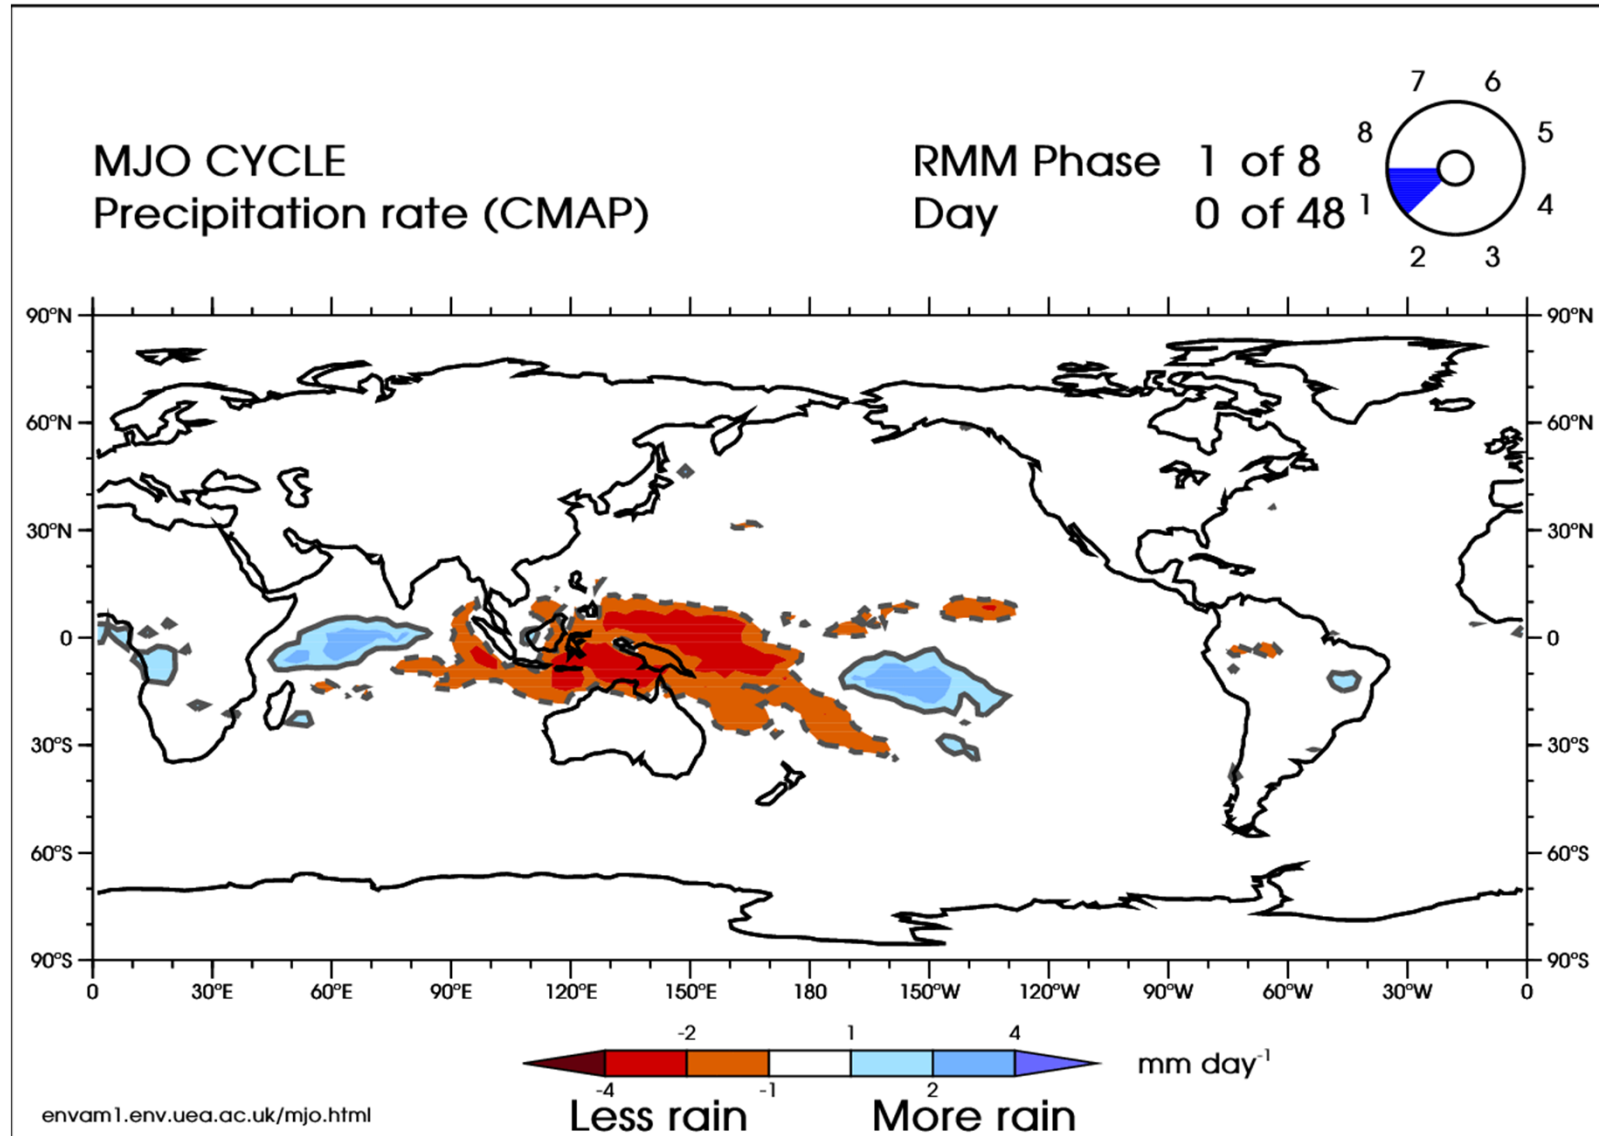 MJO CYCLE
Precipitation rate (CMAP)
RMM Phase 1 of 8
Day 0 of 48
7 6
8 5
1 4
2 3
90°N 90°N
60°N 60°N
30°N 30°N
0 0
30°S 30°S
60°S 60°S
90°S 90°S
0 30°E 60°E 90°E 120°E 150°E 180 150°W 120°W 90°W 60°W 30°W 0
-2 1 4
mm day-1
-4 -1 2
Less rain More rain
envam1.env.uea.ac.uk/mjo.html